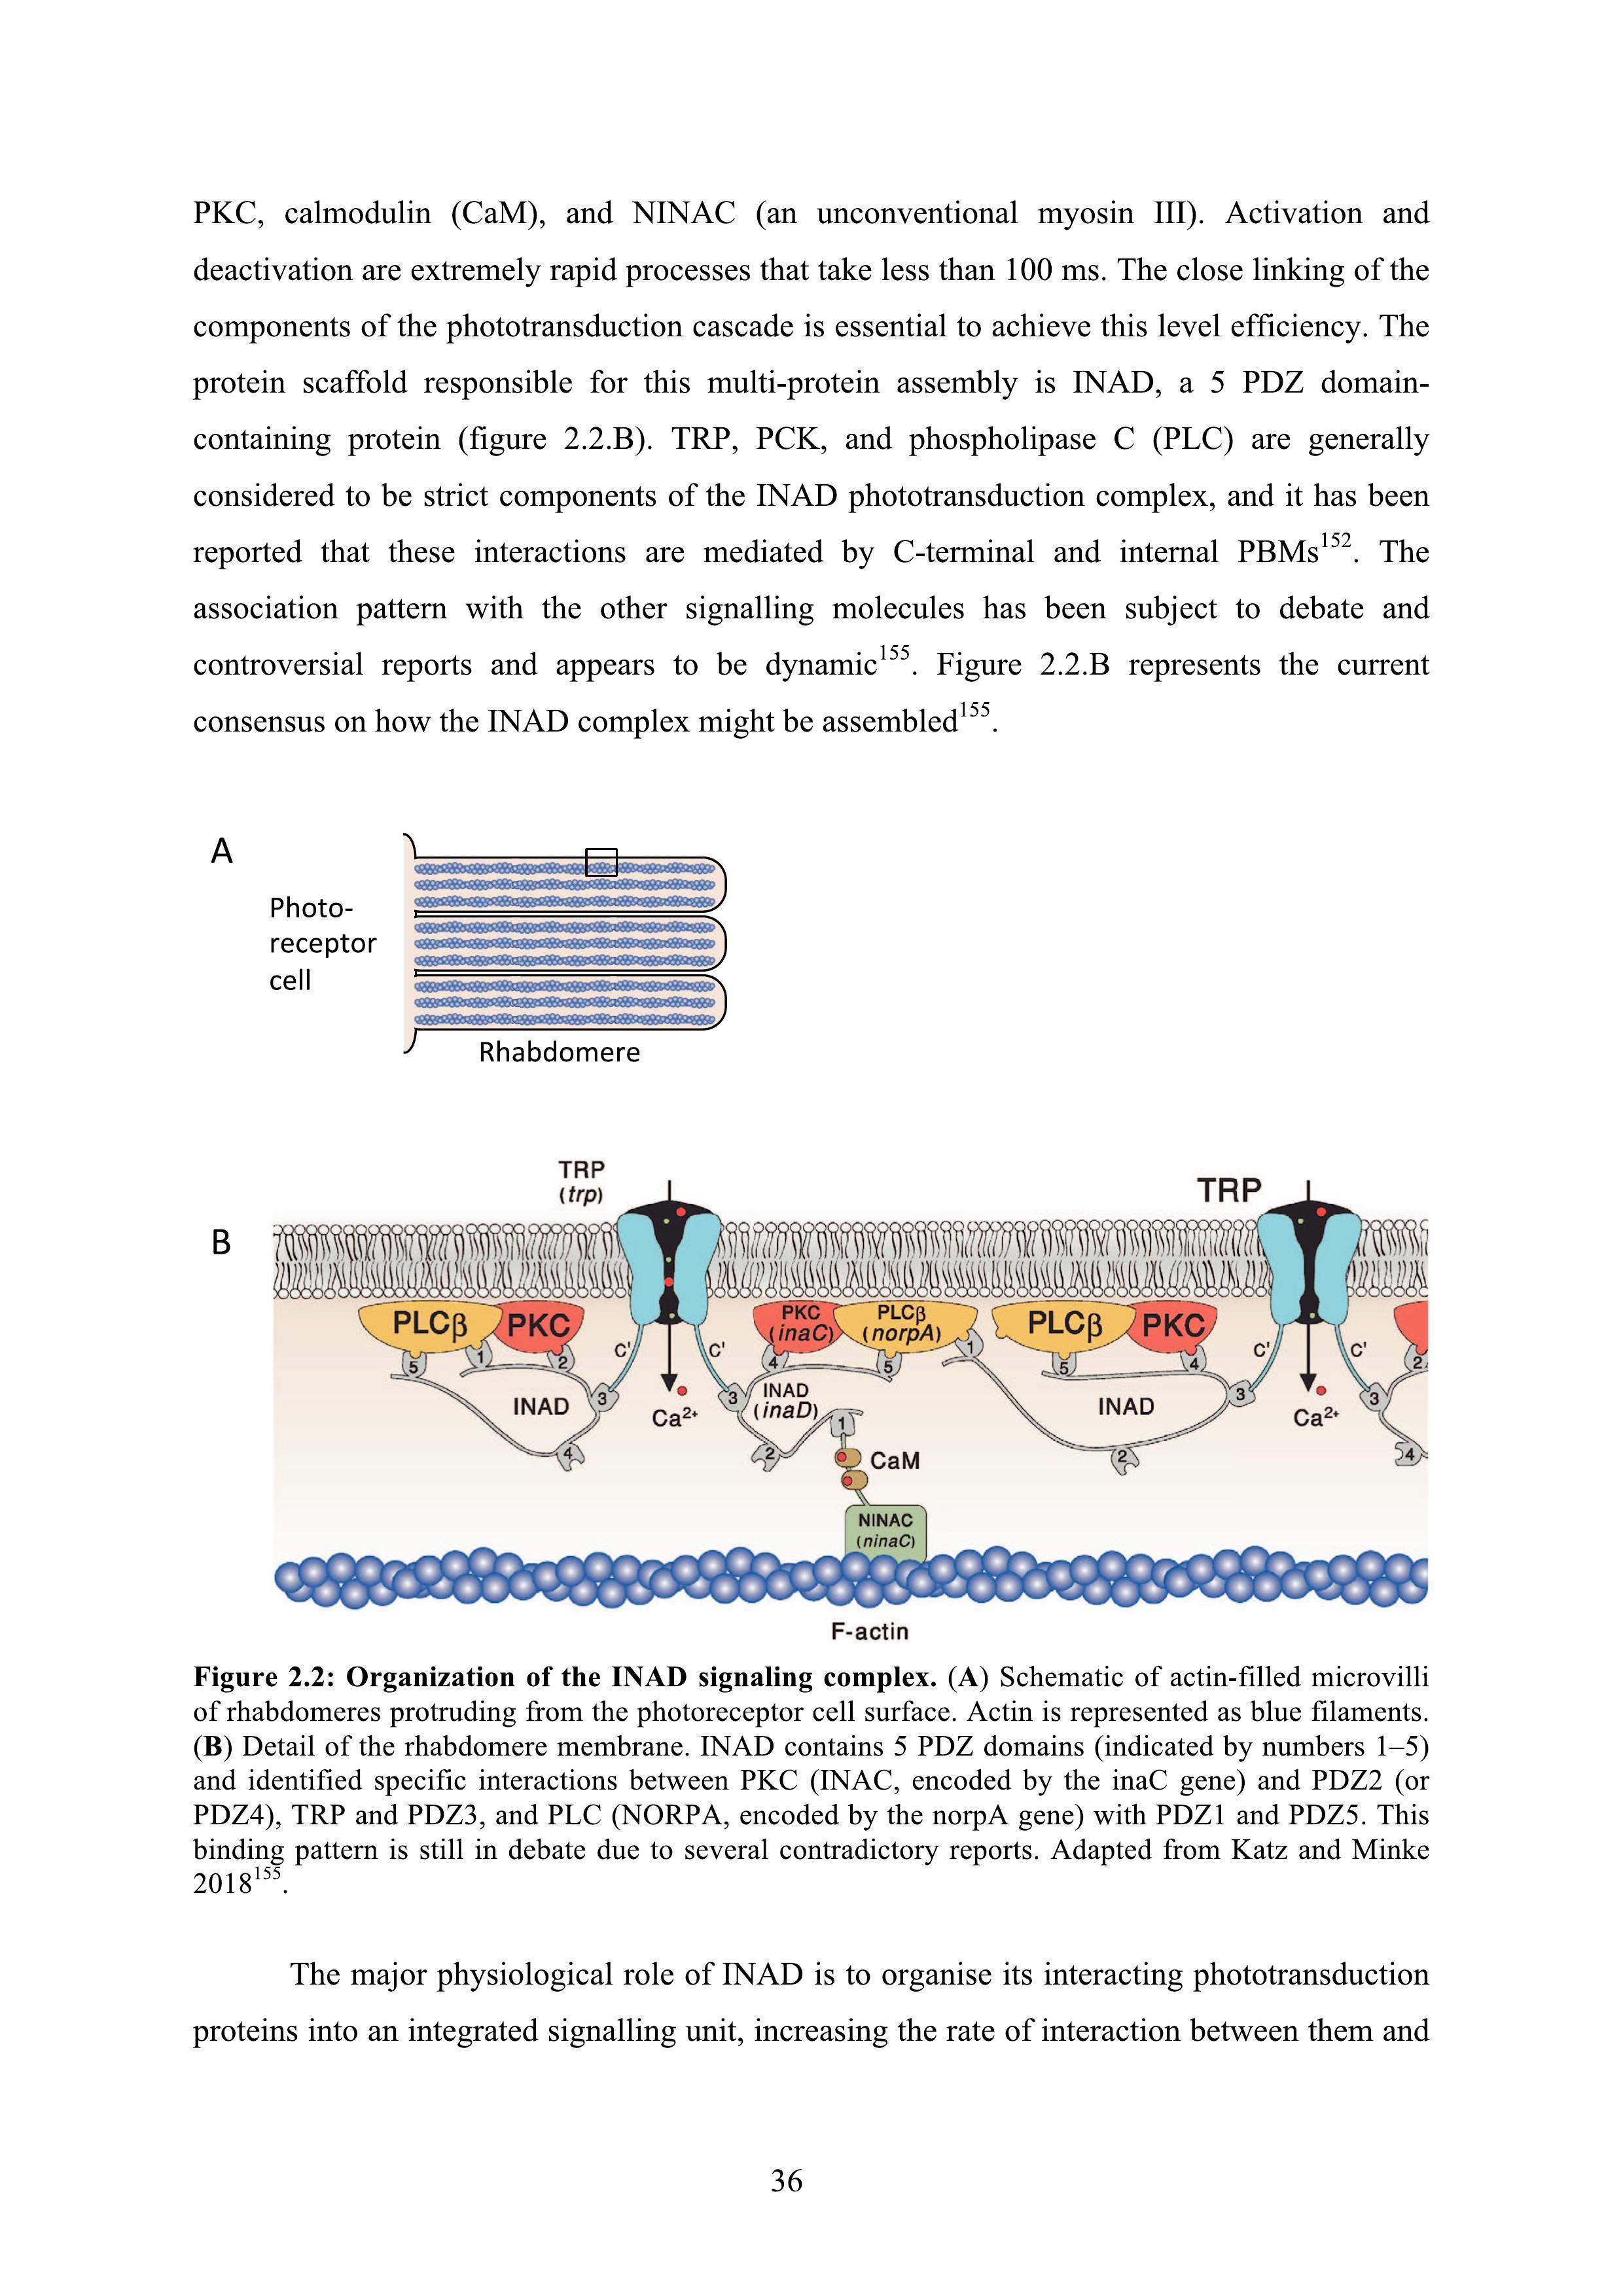 PKC, calmodulin (CaM), and NINAC (an unconventional myosin III). Activation and
deactivation are extremely rapid processes that take less than 100 ms. The close linking of the
components of the phototransduction cascade is essential to achieve this level efficiency. The
protein scaffold responsible for this multi-protein assembly is INAD, a 5 PDZ domain-
containing protein (figure 2.2.B). TRP, PCK, and phospholipase C (PLC) are generally
considered to be strict components of the INAD phototransduction complex, and it has been
reported that these interactions are mediated by C-terminal and internal PBMs152. The
association pattern with the other signalling molecules has been subject to debate and
controversial reports and appears to be dynamic155. Figure 2.2.B represents the current
consensus on how the INAD complex might be assembled155.
A
Photo-
receptor
cell
Rhabdomere
B
TRP
(trp)
TRP
PLCβ PKC
PKC
(inaC)
PLCβ
(norpA)
PLCβ PKC
5 1 2 C' C' 4 5 1 5 4 C' C' 2
INAD 3
Ca2+
3 INAD
(inaD)
INAD 3
Ca2+
3
4 2 1 2 4
CaM
NINAC
(ninaC)
F-actin
Figure 2.2: Organization of the INAD signaling complex. (A) Schematic of actin-filled microvilli
of rhabdomeres protruding from the photoreceptor cell surface. Actin is represented as blue filaments.
(B) Detail of the rhabdomere membrane. INAD contains 5 PDZ domains (indicated by numbers 1–5)
and identified specific interactions between PKC (INAC, encoded by the inaC gene) and PDZ2 (or
PDZ4), TRP and PDZ3, and PLC (NORPA, encoded by the norpA gene) with PDZ1 and PDZ5. This
binding pattern is still in debate due to several contradictory reports. Adapted from Katz and Minke
2018155.
The major physiological role of INAD is to organise its interacting phototransduction
proteins into an integrated signalling unit, increasing the rate of interaction between them and
36